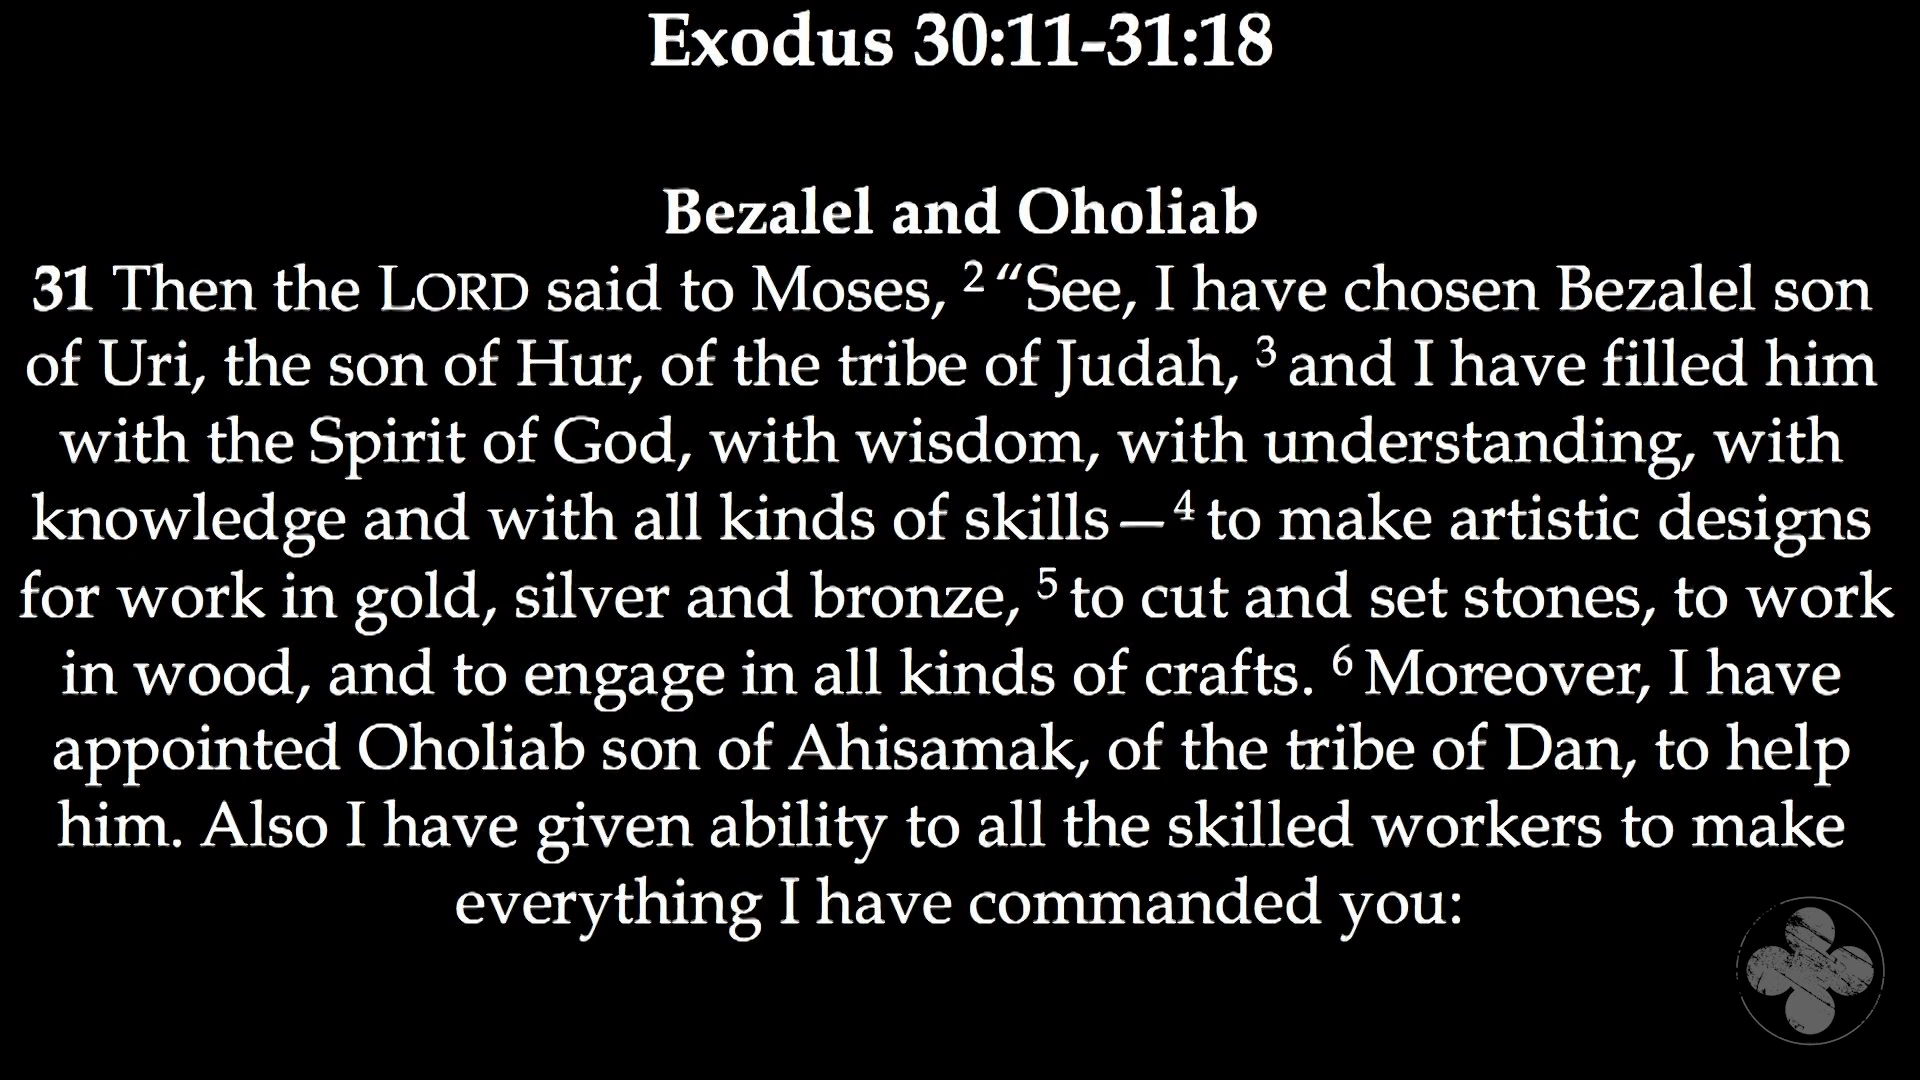 Exodus 30:11-31:18
Bezalel and Oholiab
31 Then the LORD said to Moses, 2 “See, I have chosen Bezalel son
of Uri, the son of Hur, of the tribe of Judah, 3 and I have filled him
with the Spirit of God, with wisdom, with understanding, with
knowledge and with all kinds of skills—4 to make artistic designs
for work in gold, silver and bronze, 5 to cut and set stones, to work
in wood, and to engage in all kinds of crafts. 6 Moreover, I have
appointed Oholiab son of Ahisamak, of the tribe of Dan, to help
him. Also I have given ability to all the skilled workers to make
everything I have commanded you: